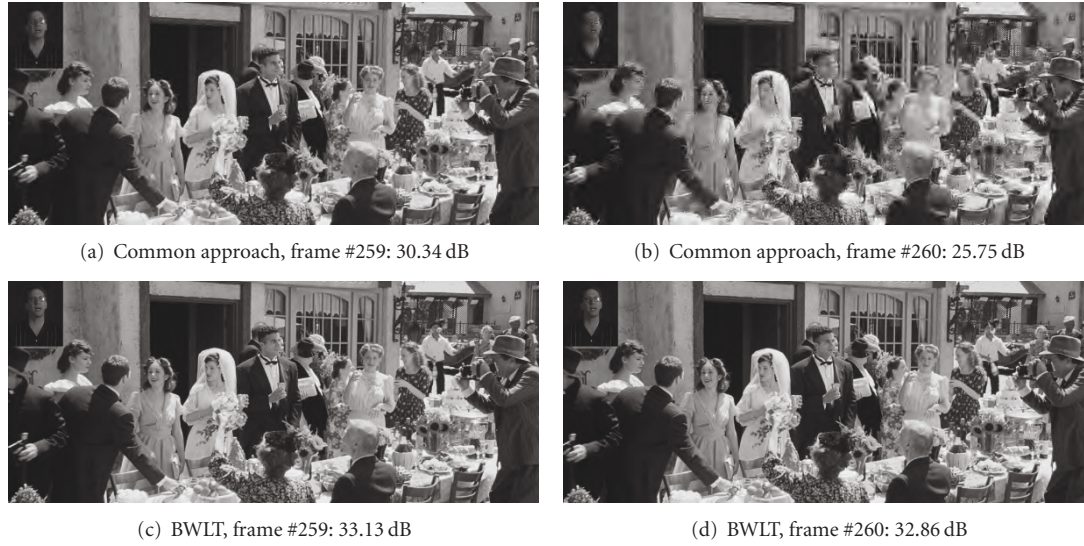 (a) Common approach, frame #259: 30.34 dB
(b) Common approach, frame #260: 25.75 dB
(c) BWLT, frame #259: 33.13 dB
(d) BWLT, frame #260: 32.86 dB